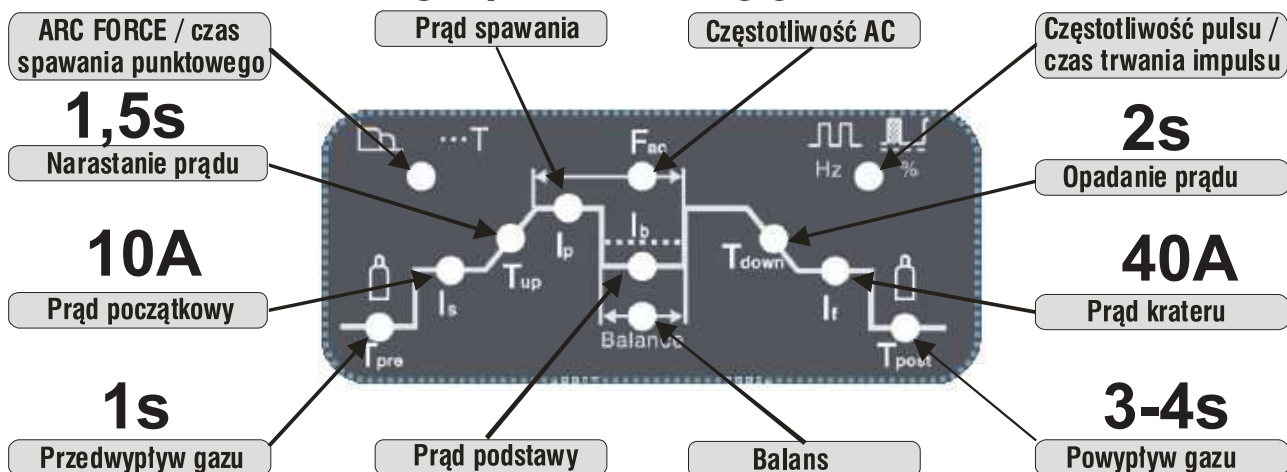 ARC FORCE / czas
spawania punktowego
Prąd spawania
Częstotliwość AC
Częstotliwość pulsu /
czas trwania impulsu
1,5s
Narastanie prądu
2s
Opadanie prądu
10A
Prąd początkowy
40A
Prąd krateru
1s
Przedwypływ gazu
Prąd podstawy
Balans
3-4s
Powypływ gazu
...T
Fac
Hz
%
Ip
Ib
Tup
Tdown
Is
If
Balance
Tpre
Tpost